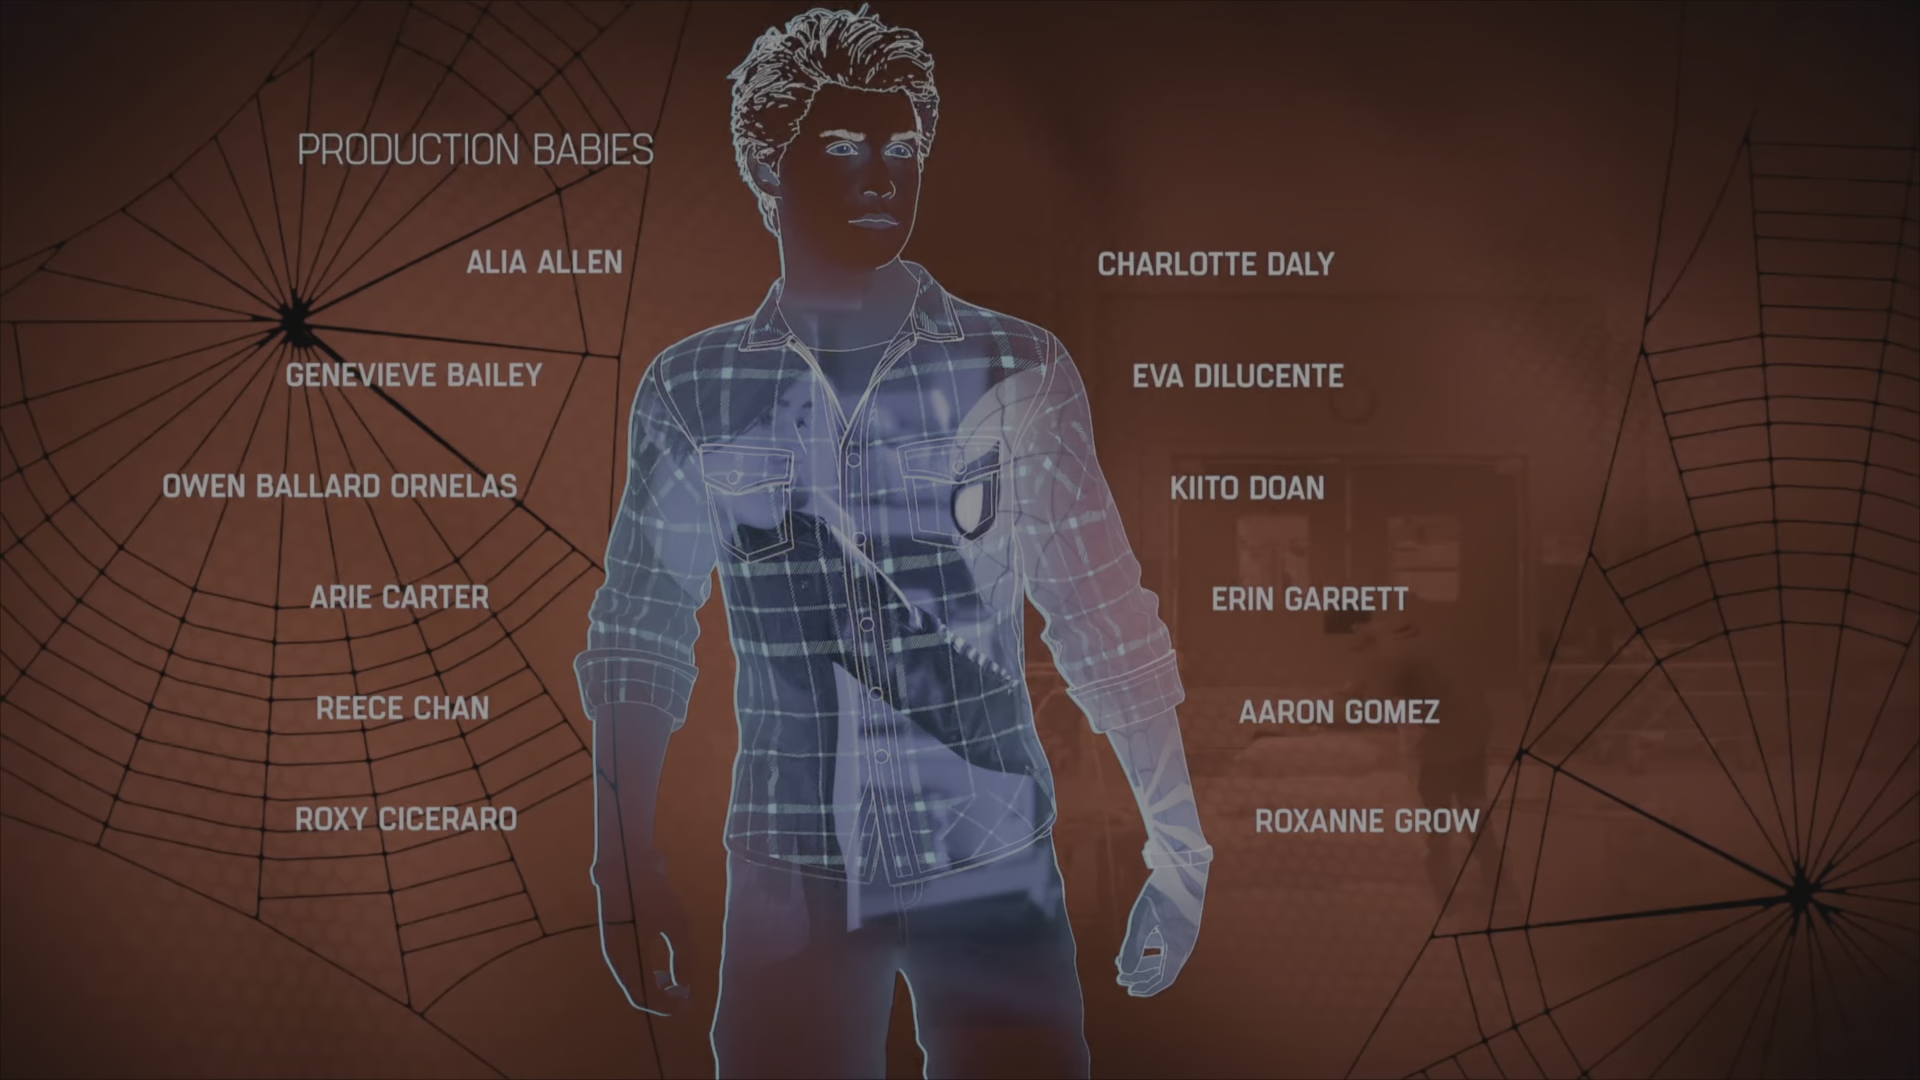 PRODUCTION BABIES
ALIA ALLEN
GENEVIEVE BAILEY
OWEN BALLARD ORNELAS
ARIE CARTER
REECE CHAN
ROXY CICERARO
CHARLOTTE DALY
EVA DILUCENTE
KIITO DOAN
ERIN GARRETT
AARON GOMEZ
ROXANNE GROW